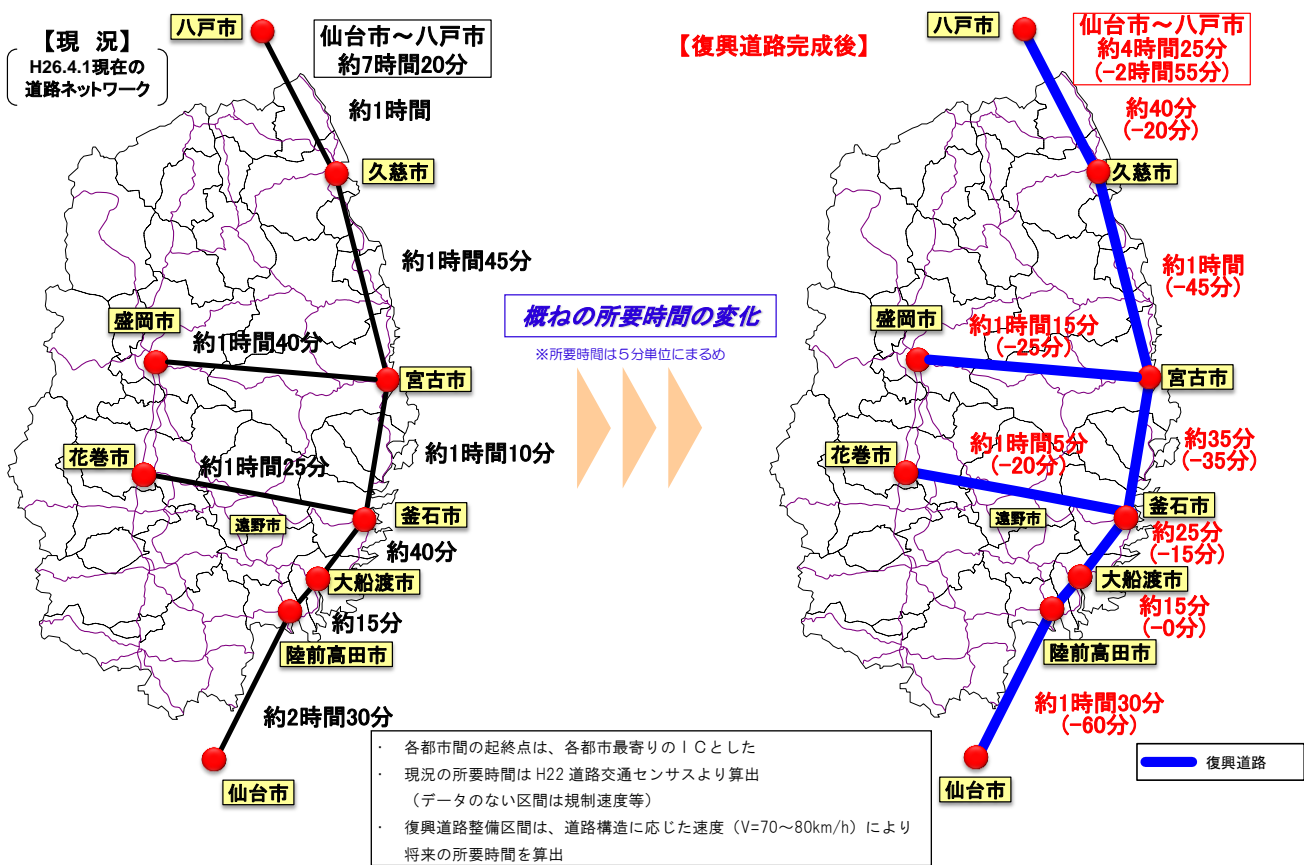 【現　況】
H26.4.1現在の
道路ネットワーク
八戸市
仙台市～八戸市
約7時間20分
約1時間
久慈市
約1時間45分
盛岡市
約1時間40分
宮古市
花巻市
約1時間25分
約1時間10分
遠野市
釜石市
約40分
大船渡市
約15分
陸前高田市
約2時間30分
仙台市
概ねの所要時間の変化
※所要時間は５分単位にまるめ
【復興道路完成後】
八戸市
仙台市～八戸市
約4時間25分
(-2時間55分)
約40分
(-20分)
久慈市
約1時間
(-45分)
盛岡市
約1時間15分
(-25分)
宮古市
花巻市
約1時間5分
(-20分)
約35分
(-35分)
遠野市
釜石市
約25分
(-15分)
大船渡市
約15分
(-0分)
陸前高田市
約1時間30分
(-60分)
仙台市
復興道路
· 各都市間の起終点は、各都市最寄りのＩＣとした
· 現況の所要時間は H22 道路交通センサスより算出
（データのない区間は規制速度等）
· 復興道路整備区間は、道路構造に応じた速度（V=70～80km/h）により
将来の所要時間を算出